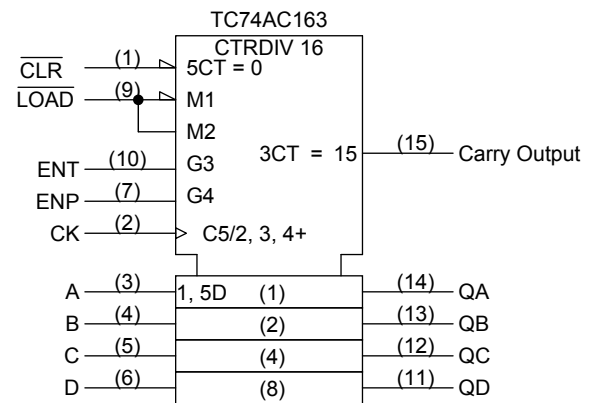 TC74AC163
CTRDIV 16
CLR (1) 5CT = 0
LOAD (9) M1
M2
ENT (10) G3 3CT = 15 (15) Carry Output
ENP (7) G4
CK (2) C5/2, 3, 4+
A (3) 1, 5D (1) (14) QA
B (4) (2) (13) QB
C (5) (4) (12) QC
D (6) (8) (11) QD